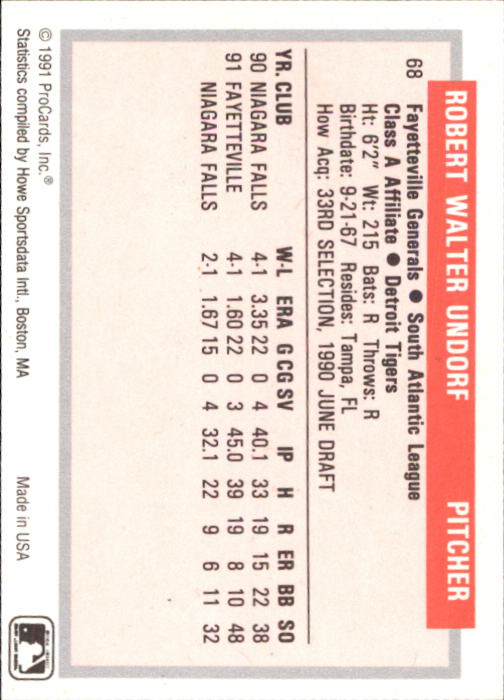 ROBERT WALTER UNDORF PITCHER
68 Fayetteville Generals ● South Atlantic League
Class A Affiliate ● Detroit Tigers
Ht: 6'2" Wt: 215 Bats: R Throws: R
Birthdate: 9-21-67 Resides: Tampa, FL
How Acq: 33RD SELECTION, 1990 JUNE DRAFT
YR. CLUB W-L ERA G CG SV IP H R ER BB SO
90 NIAGARA FALLS 4-1 3.35 22 0 4 40.1 33 19 15 22 38
91 FAYETTEVILLE 4-1 1.60 22 0 3 45.0 39 19 8 10 48
NIAGARA FALLS 2-1 1.67 15 0 4 32.1 22 9 6 11 32
© 1991 ProCards, Inc.® Made in USA
Statistics compiled by Howe Sportsdata Intl., Boston, MA